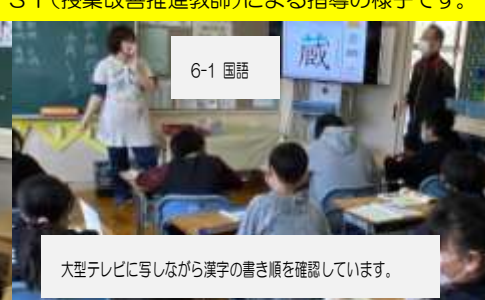 ＳＴ(授業改善推進教師)による指導の様子です。
6-1 国語
蔵
大型テレビに写しながら漢字の書き順を確認しています。